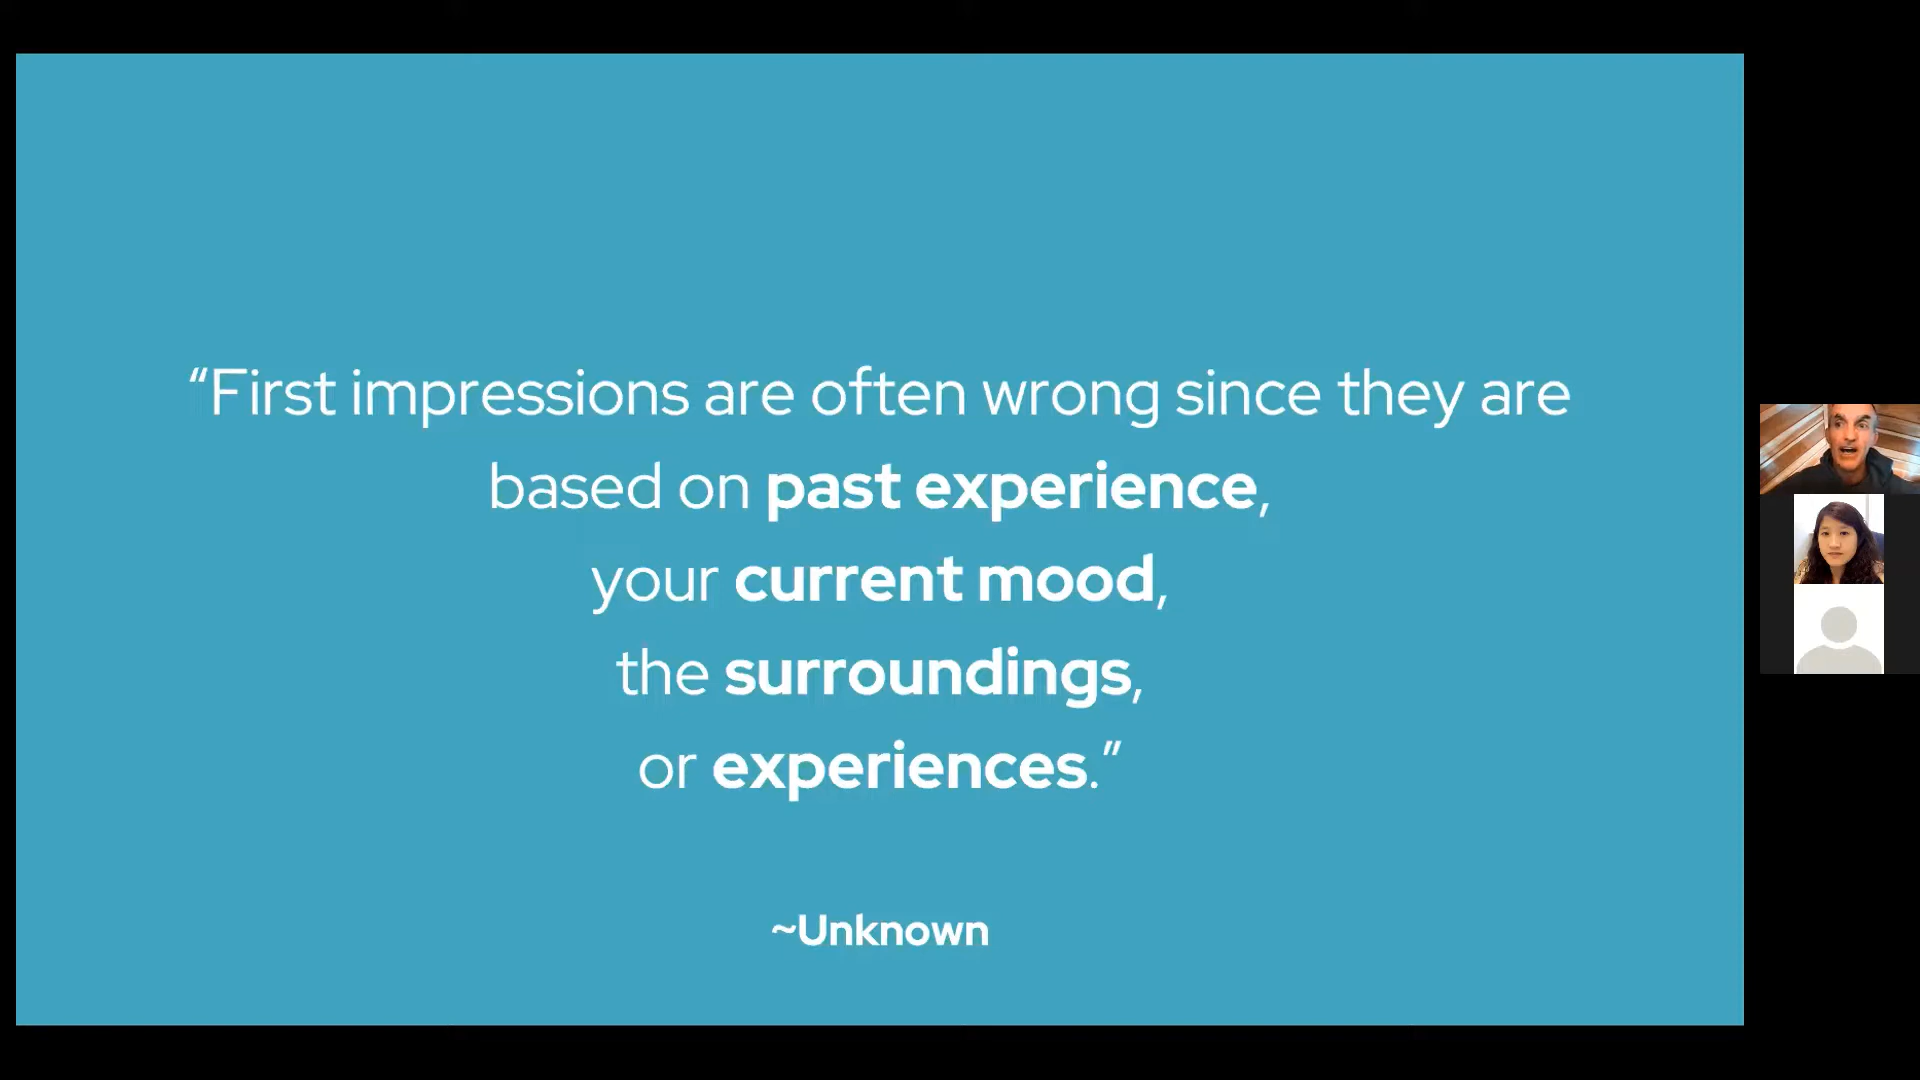 “First impressions are often wrong since they are
based on past experience,
your current mood,
the surroundings,
or experiences.”
~Unknown